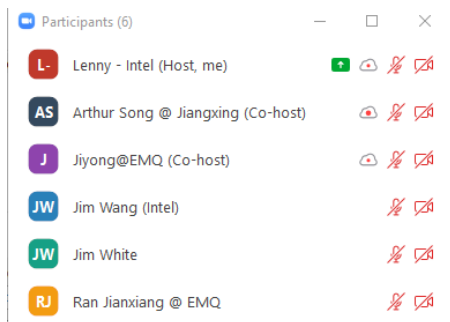 Participants (6)
L- Lenny - Intel (Host, me)
AS Arthur Song @ Jiangxing (Co-host)
J Jiyong@EMQ (Co-host)
JW Jim Wang (Intel)
JW Jim White
RJ Ran Jianxiang @ EMQ